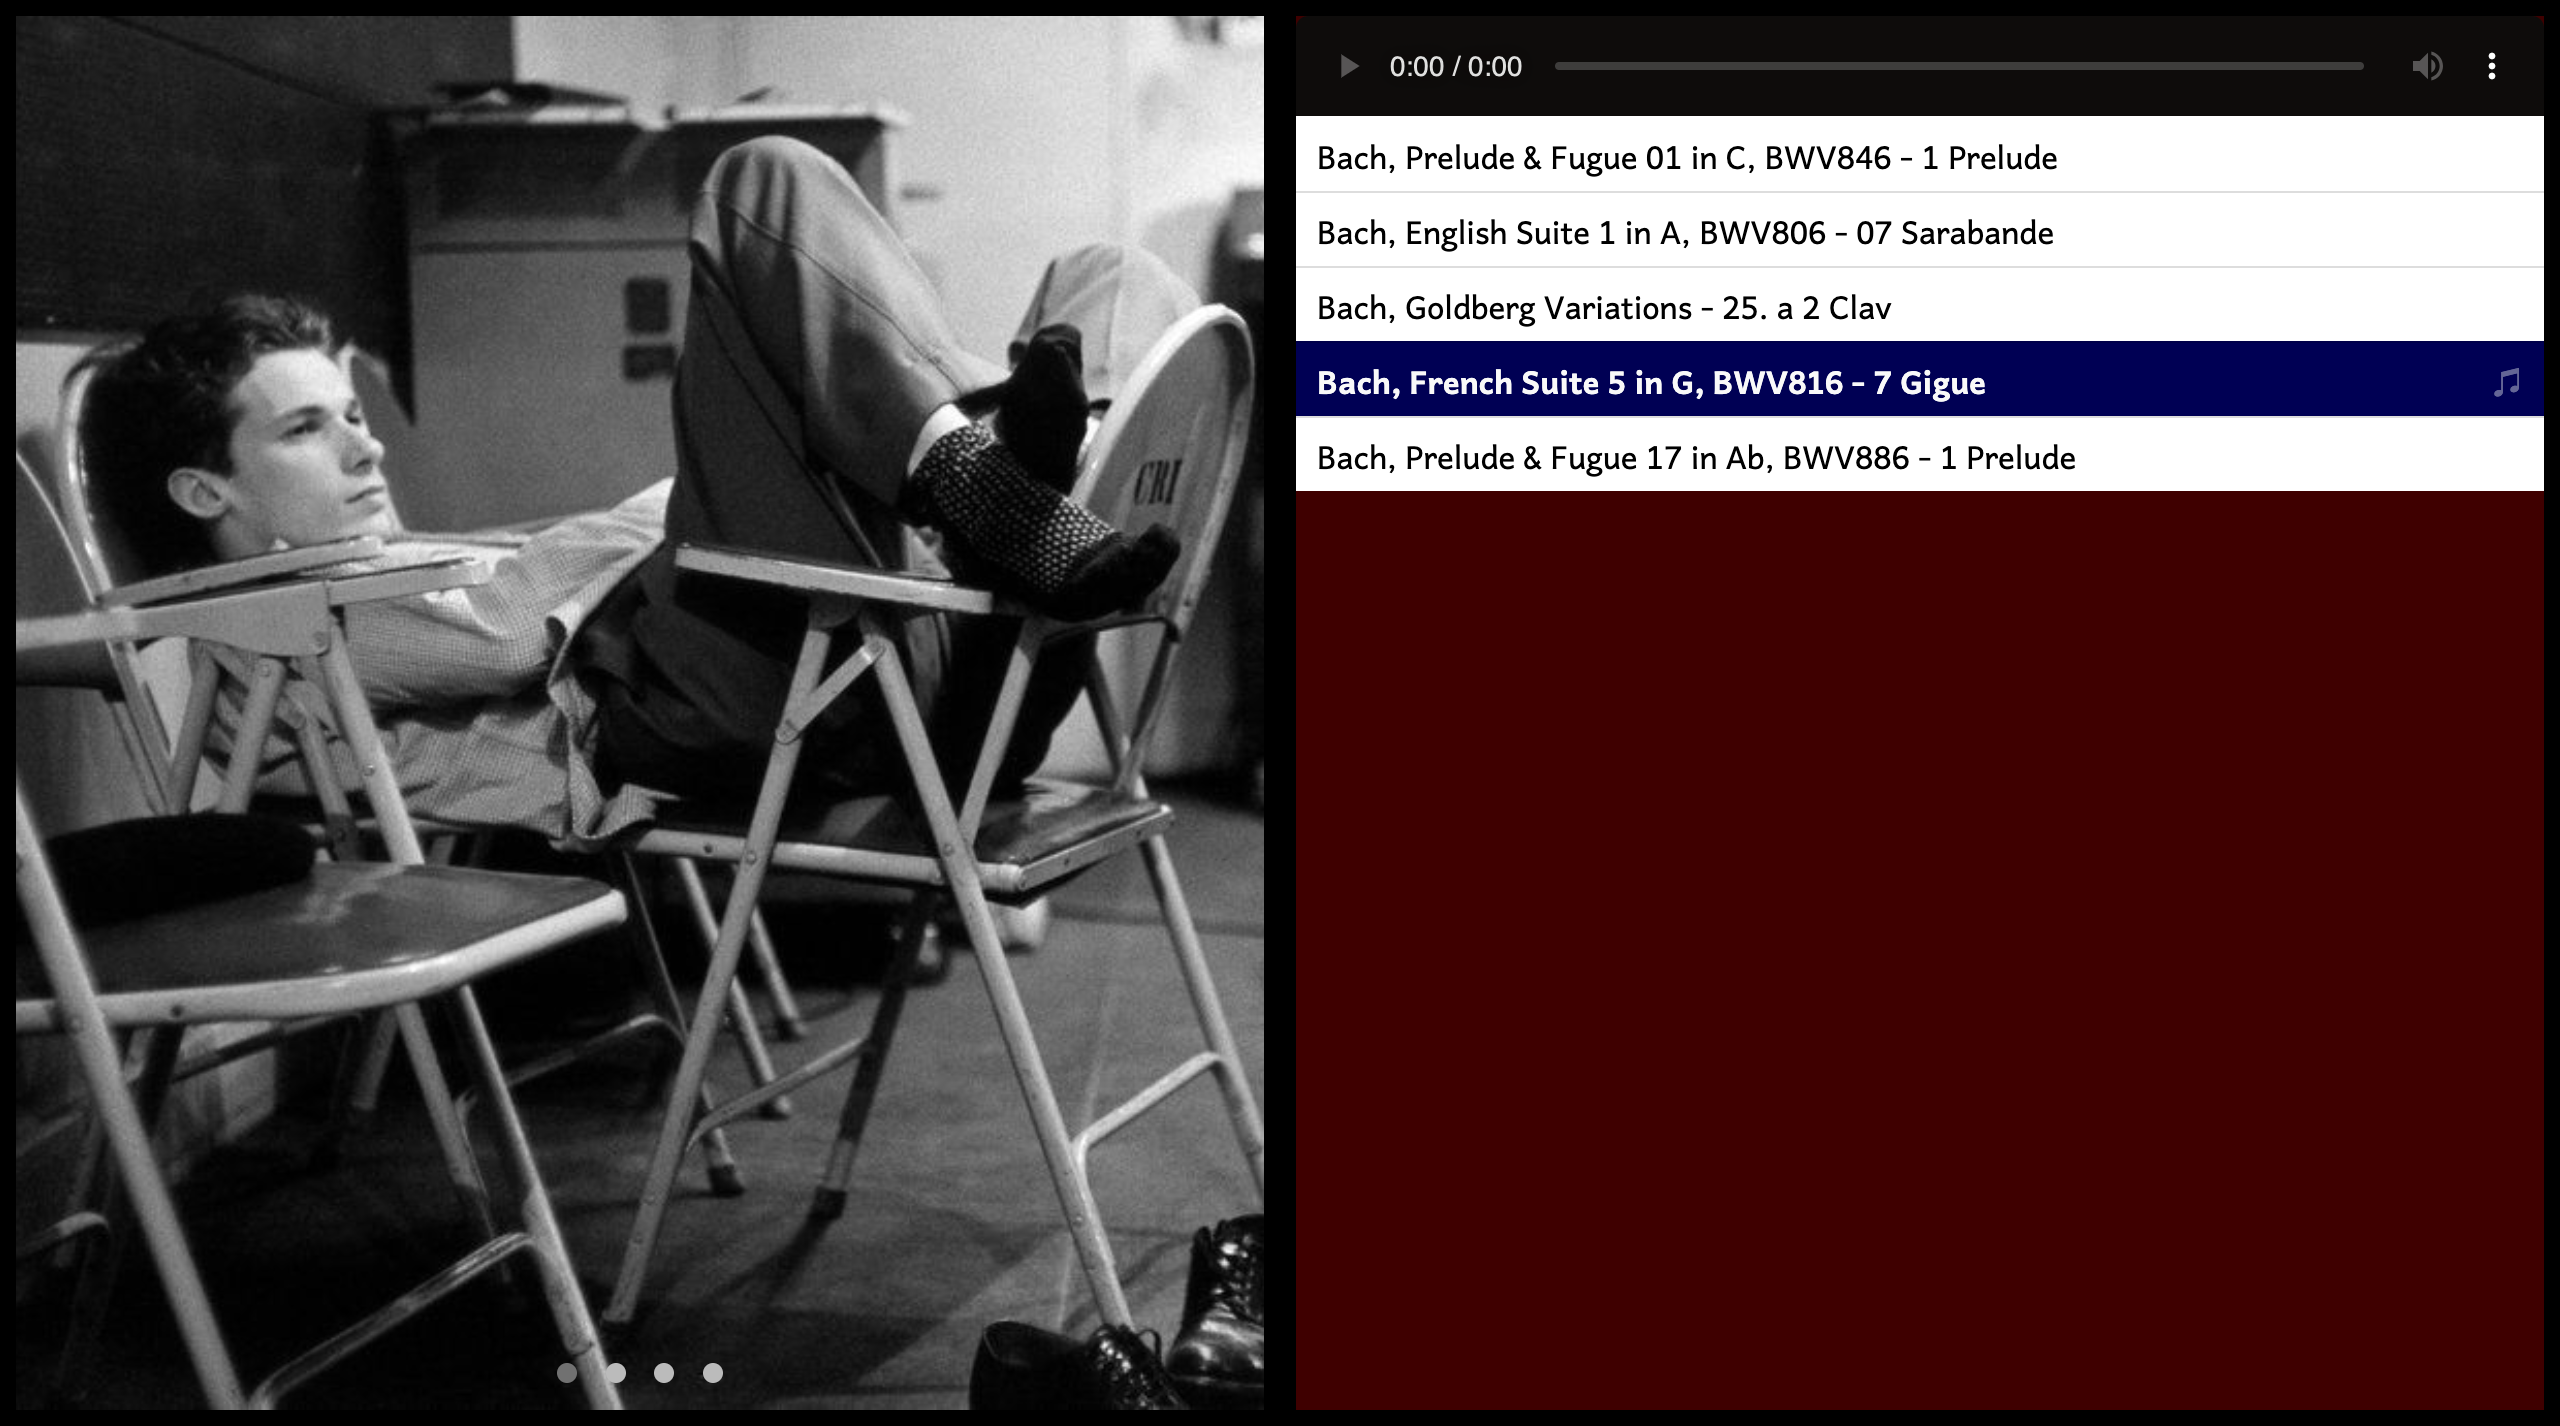 0:00 / 0:00
Bach, Prelude & Fugue 01 in C, BWV846 - 1 Prelude
Bach, English Suite 1 in A, BWV806 - 07 Sarabande
Bach, Goldberg Variations - 25. a 2 Clav
Bach, French Suite 5 in G, BWV816 - 7 Gigue
Bach, Prelude & Fugue 17 in Ab, BWV886 - 1 Prelude